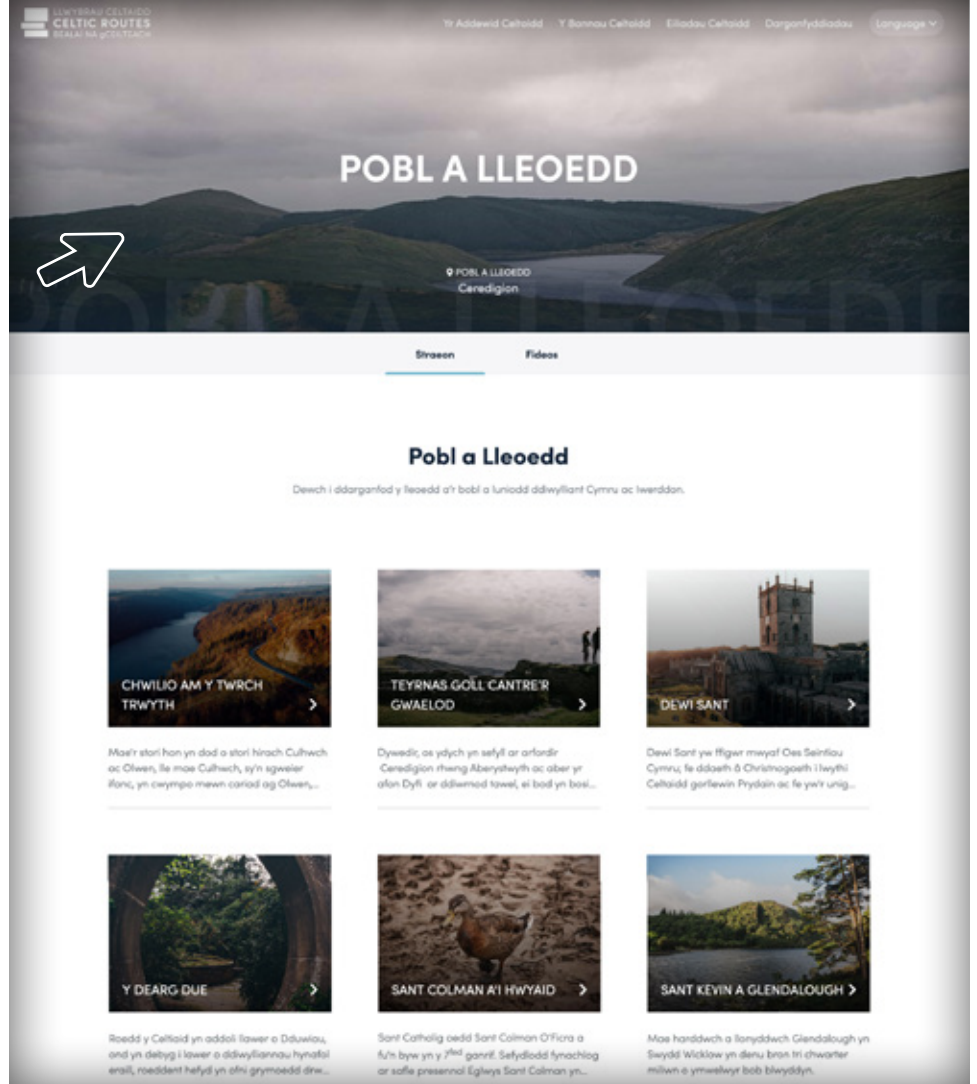 LLWYBRAU CELTAIDD
CELTIC ROUTES
BEALAI NA gCEILTEACH
Yr Addewid Celtaidd
Y Bannau Celtaidd
Eiliadau Celtaidd
Darganfyddiadau
Language
POBL A LLEOEDD
POBL A LLEOEDD
Ceredigion
POBL A LLEOEDD
Straeon
Fideos
Pobl a Lleoedd
Dewch i ddarganfod y lleoedd a'r bobl a luniodd ddiwylliant Cymru ac Iwerddon.
CHWILIO AM Y TWRCH
TRWYTH
Mae'r stori hon yn dod o stori hirach Culhwch
ac Olwen, lle mae Culhwch, sy'n sgweier
ifanc, yn cwympo mewn cariad ag Olwen,...
TEYRNAS GOLL CANTRE'R
GWAELOD
Dywedir, os ydych yn sefyll ar arfordir
Ceredigion rhwng Aberystwyth ac aber yr
afon Dyfi ar ddiwrnod tawel, ei bod yn bosi...
DEWI SANT
Dewi Sant yw ffigwr mwyaf Oes Seintiau
Cymru; fe ddaeth â Christnogaeth i lwythi
Celtaidd gorllewin Prydain ac fe yw'r unig...
Y DEARG DUE
Roedd y Celtiaid yn addoli llawer o Dduwiau,
ond yn debyg i lawer o ddiwylliannau hynafol
eraill, roeddent hefyd yn ofni grymoedd drw...
SANT COLMAN A'I HWYAID
Sant Catholig oedd Sant Colman O'Ficra a
fu'n byw yn y 7fed ganrif. Sefydlodd fynachlog
ar safle presennol Eglwys Sant Colman yn...
SANT KEVIN A GLENDALOUGH
Mae harddwch a llonyddwch Glendalough yn
Swydd Wicklow yn denu bron tri chwarter
miliwn o ymwelwyr bob blwyddyn.